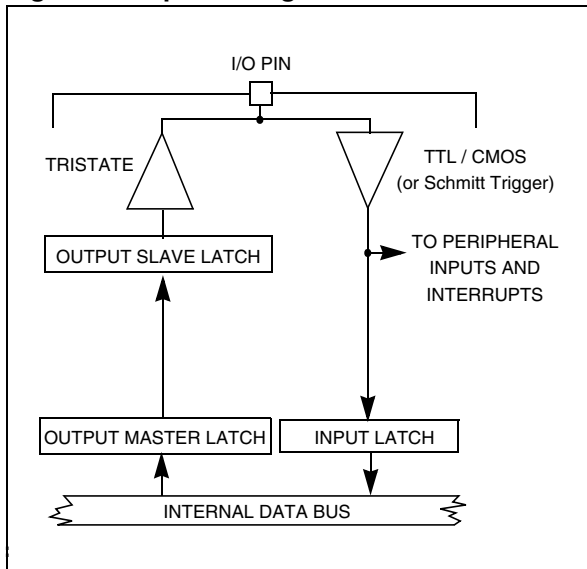 I/O PIN
TRISTATE
TTL / CMOS
(or Schmitt Trigger)
OUTPUT SLAVE LATCH
TO PERIPHERAL
INPUTS AND
INTERRUPTS
OUTPUT MASTER LATCH
INPUT LATCH
INTERNAL DATA BUS